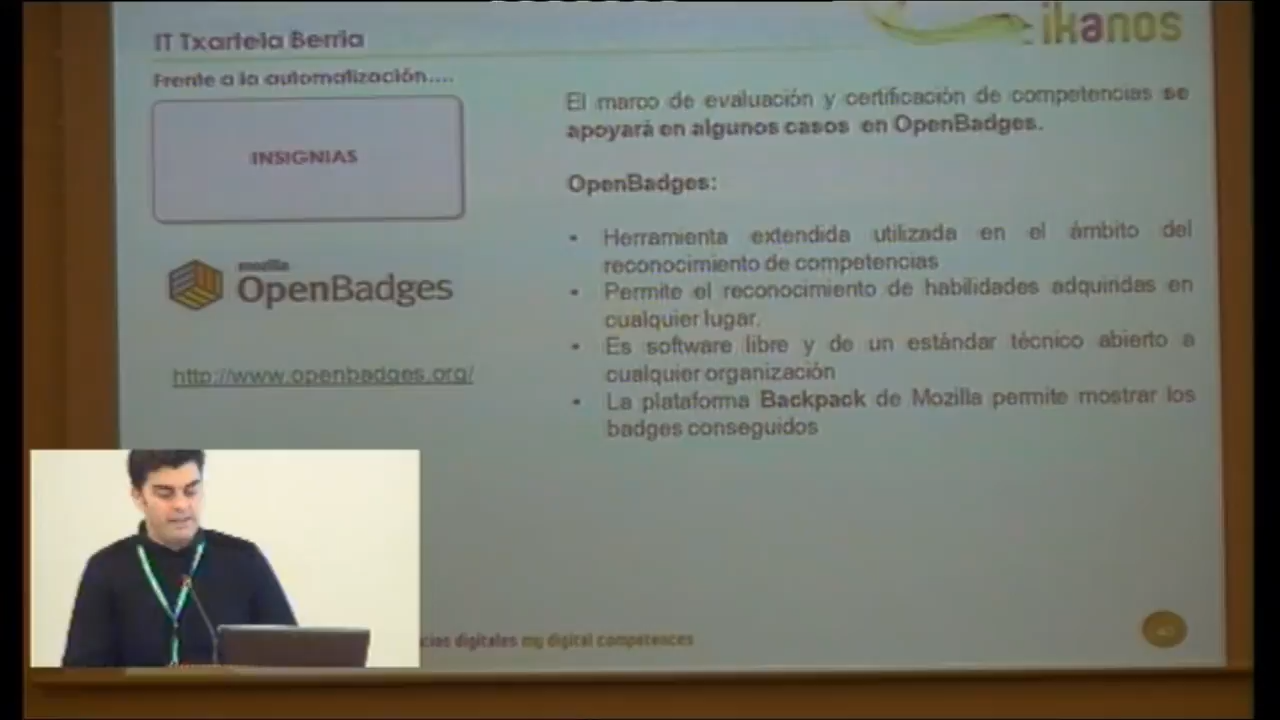 IT Txartela Berria
ikanos
Frente a la automatización....
INSIGNIAS
mozilla
OpenBadges
http://www.openbadges.org/
El marco de evaluación y certificación de competencias se
apoyará en algunos casos en OpenBadges.
OpenBadges:
• Herramienta extendida utilizada en el ámbito del
reconocimiento de competencias
• Permite el reconocimiento de habilidades adquiridas en
cualquier lugar.
• Es software libre y de un estándar técnico abierto a
cualquier organización
• La plataforma Backpack de Mozilla permite mostrar los
badges conseguidos
cias digitales my digital competences